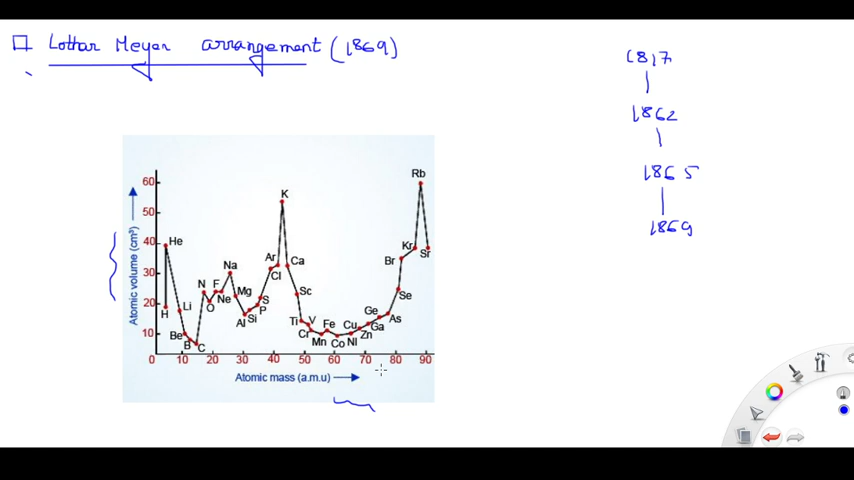 Lothar Meyer arrangement (1869)
1817
1862
1865
1869
Atomic volume (cm³)
60
50
40
30
20
10
0 10 20 30 40 50 60 70 80 90
Atomic mass (a.m.u)
H
He
Li
Be
B
C
N
O
F
Ne
Na
Mg
Al
Si
P
S
Cl
Ar
K
Ca
Sc
Ti
V
Cr
Mn
Fe
Co
NI
Cu
Zn
Ga
Ge
As
Se
Br
Kr
Rb
Sr